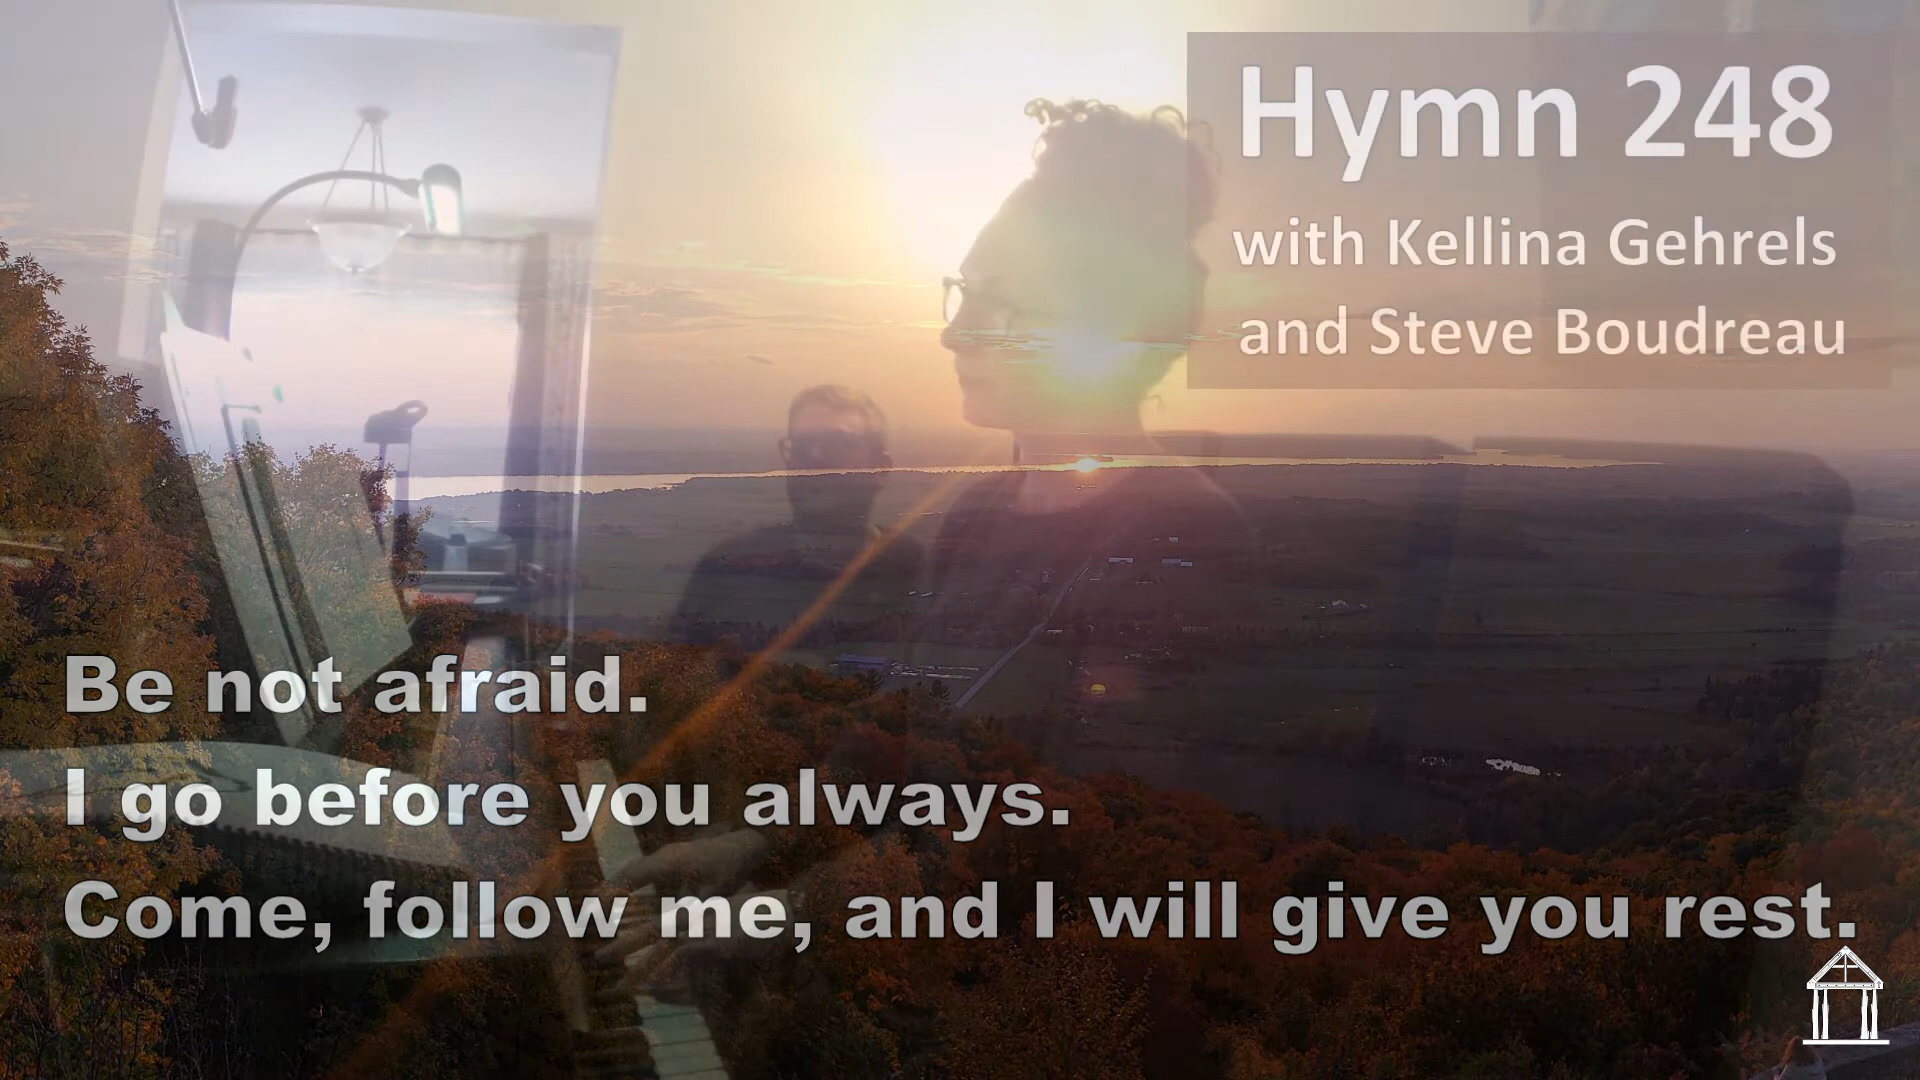 Hymn 248
with Kellina Gehrels
and Steve Boudreau
Be not afraid.
I go before you always.
Come, follow me, and I will give you rest.